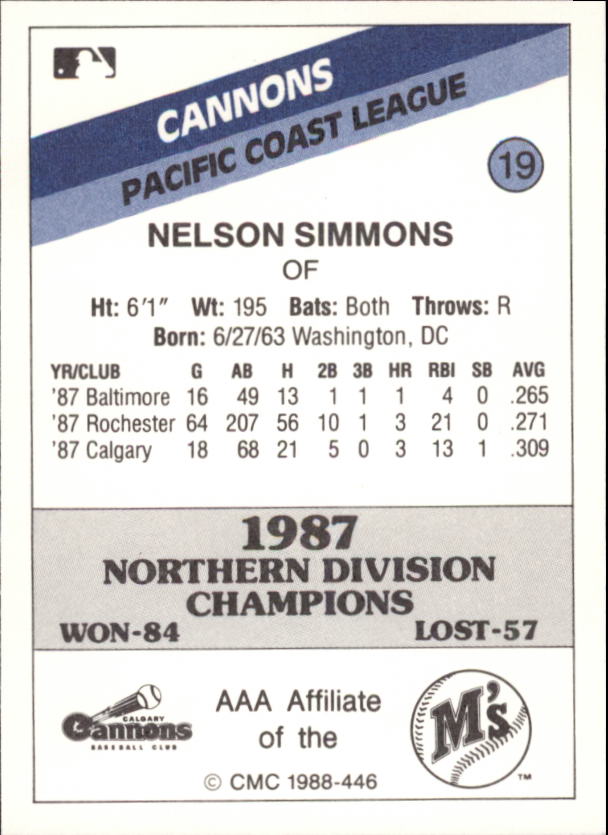 CANNONS
PACIFIC COAST LEAGUE
19
NELSON SIMMONS
OF
Ht: 6'1" Wt: 195 Bats: Both Throws: R
Born: 6/27/63 Washington, DC
YR/CLUB G AB H 2B 3B HR RBI SB AVG
'87 Baltimore 16 49 13 1 1 1 4 0 .265
'87 Rochester 64 207 56 10 1 3 21 0 .271
'87 Calgary 18 68 21 5 0 3 13 1 .309
1987
NORTHERN DIVISION
CHAMPIONS
WON-84 LOST-57
CALGARY
Cannons
BASEBALL CLUB
AAA Affiliate
of the
M's
TM
© CMC 1988-446